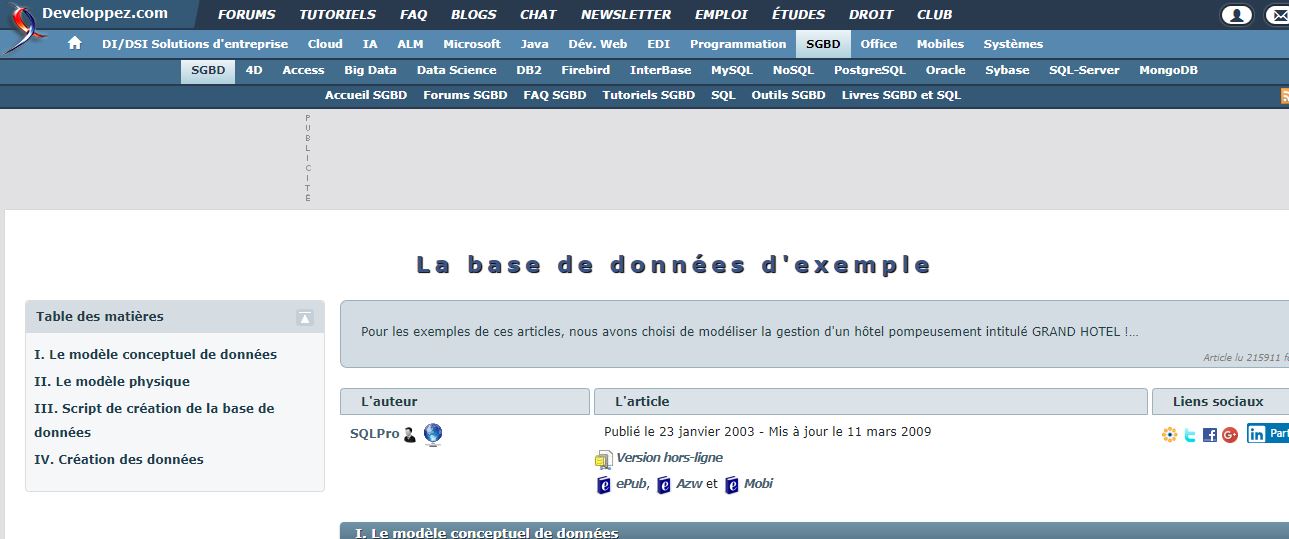 Developpez.com
FORUMS TUTORIELS FAQ BLOGS CHAT NEWSLETTER EMPLOI ÉTUDES DROIT CLUB
DI/DSI Solutions d'entreprise Cloud IA ALM Microsoft Java Dév. Web EDI Programmation SGBD Office Mobiles Systèmes
SGBD 4D Access Big Data Data Science DB2 Firebird InterBase MySQL NoSQL PostgreSQL Oracle Sybase SQL-Server MongoDB
Accueil SGBD Forums SGBD FAQ SGBD Tutoriels SGBD SQL Outils SGBD Livres SGBD et SQL
PUBLICITÉ
La base de données d'exemple
Table des matières
I. Le modèle conceptuel de données
II. Le modèle physique
III. Script de création de la base de
données
IV. Création des données
Pour les exemples de ces articles, nous avons choisi de modéliser la gestion d'un hôtel pompeusement intitulé GRAND HOTEL !...
Article lu 215911 f
L'auteur
SQLPro
L'article
Publié le 23 janvier 2003 - Mis à jour le 11 mars 2009
Version hors-ligne
ePub, Azw et Mobi
Liens sociaux
in Part
I. Le modèle conceptuel de données